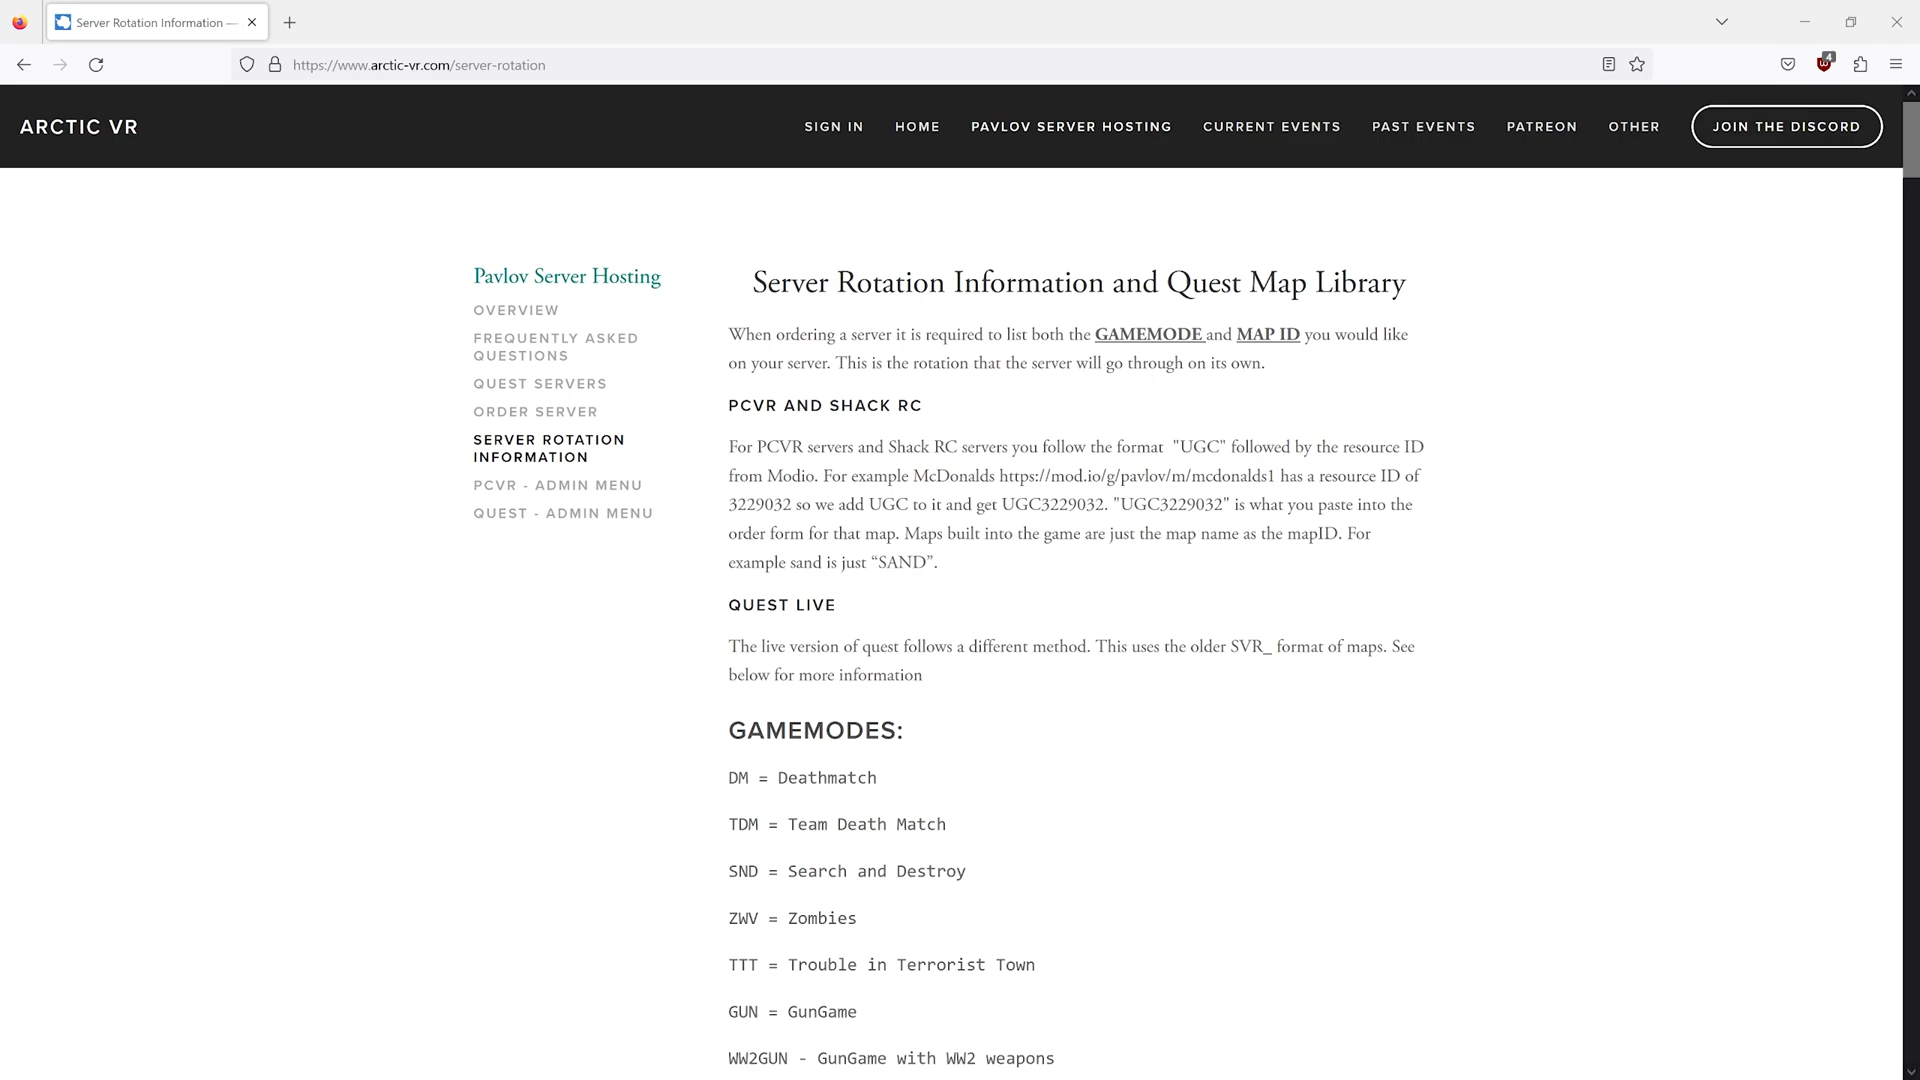 Server Rotation Information —
https://www.arctic-vr.com/server-rotation
4
ARCTIC VR
SIGN IN
HOME
PAVLOV SERVER HOSTING
CURRENT EVENTS
PAST EVENTS
PATREON
OTHER
JOIN THE DISCORD
Pavlov Server Hosting
OVERVIEW
FREQUENTLY ASKED
QUESTIONS
QUEST SERVERS
ORDER SERVER
SERVER ROTATION
INFORMATION
PCVR - ADMIN MENU
QUEST - ADMIN MENU
Server Rotation Information and Quest Map Library
When ordering a server it is required to list both the GAMEMODE and MAP ID you would like
on your server. This is the rotation that the server will go through on its own.
PCVR AND SHACK RC
For PCVR servers and Shack RC servers you follow the format "UGC" followed by the resource ID
from Modio. For example McDonalds https://mod.io/g/pavlov/m/mcdonalds1 has a resource ID of
3229032 so we add UGC to it and get UGC3229032. "UGC3229032" is what you paste into the
order form for that map. Maps built into the game are just the map name as the mapID. For
example sand is just “SAND”.
QUEST LIVE
The live version of quest follows a different method. This uses the older SVR_ format of maps. See
below for more information
GAMEMODES:
DM = Deathmatch
TDM = Team Death Match
SND = Search and Destroy
ZWV = Zombies
TTT = Trouble in Terrorist Town
GUN = GunGame
WW2GUN - GunGame with WW2 weapons